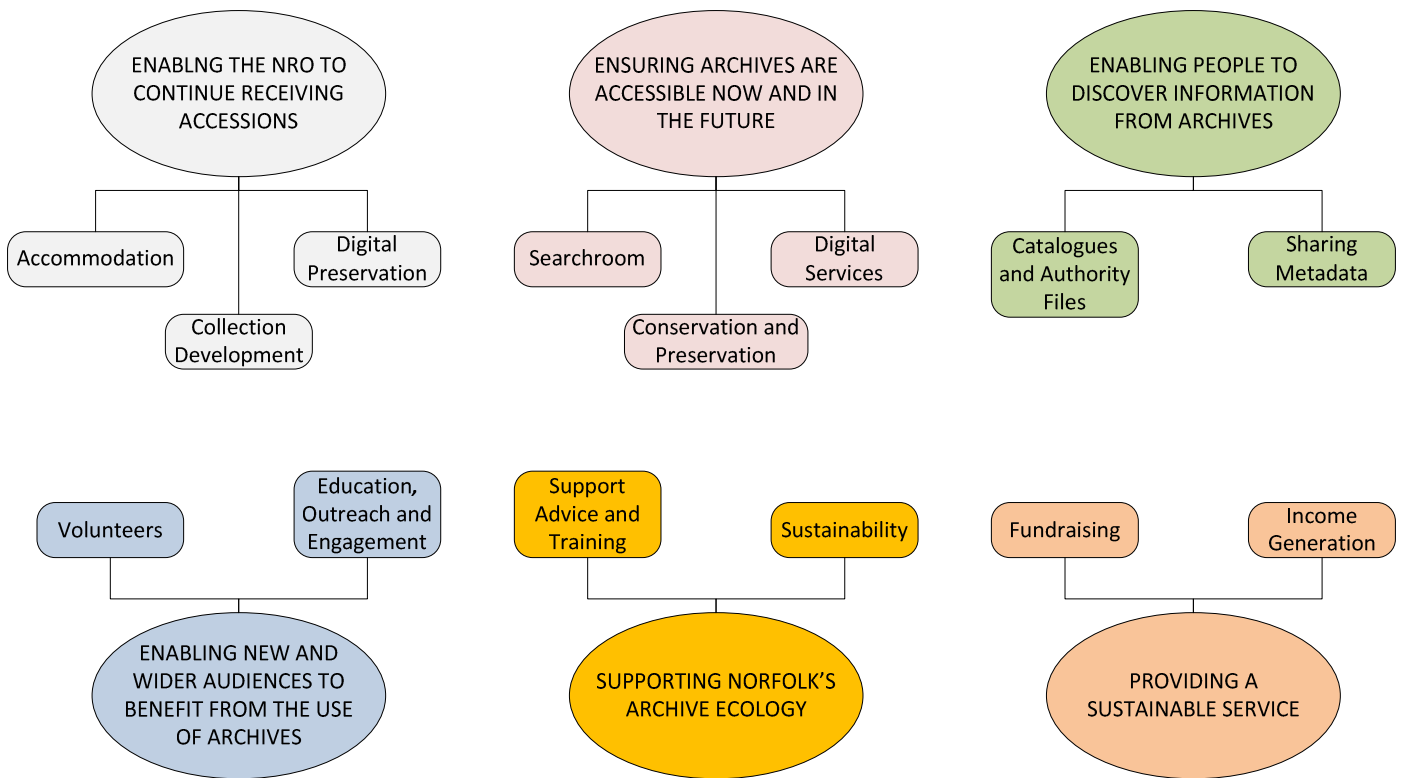 ENABLNG THE NRO TO
CONTINUE RECEIVING
ACCESSIONS
Accommodation
Digital
Preservation
Collection
Development
ENSURING ARCHIVES ARE
ACCESSIBLE NOW AND IN
THE FUTURE
Searchroom
Digital
Services
Conservation and
Preservation
ENABLING PEOPLE TO
DISCOVER INFORMATION
FROM ARCHIVES
Catalogues
and Authority
Files
Sharing
Metadata
Volunteers
Education,
Outreach and
Engagement
ENABLING NEW AND
WIDER AUDIENCES TO
BENEFIT FROM THE USE
OF ARCHIVES
Support
Advice and
Training
Sustainability
SUPPORTING NORFOLK’S
ARCHIVE ECOLOGY
Fundraising
Income
Generation
PROVIDING A
SUSTAINABLE SERVICE